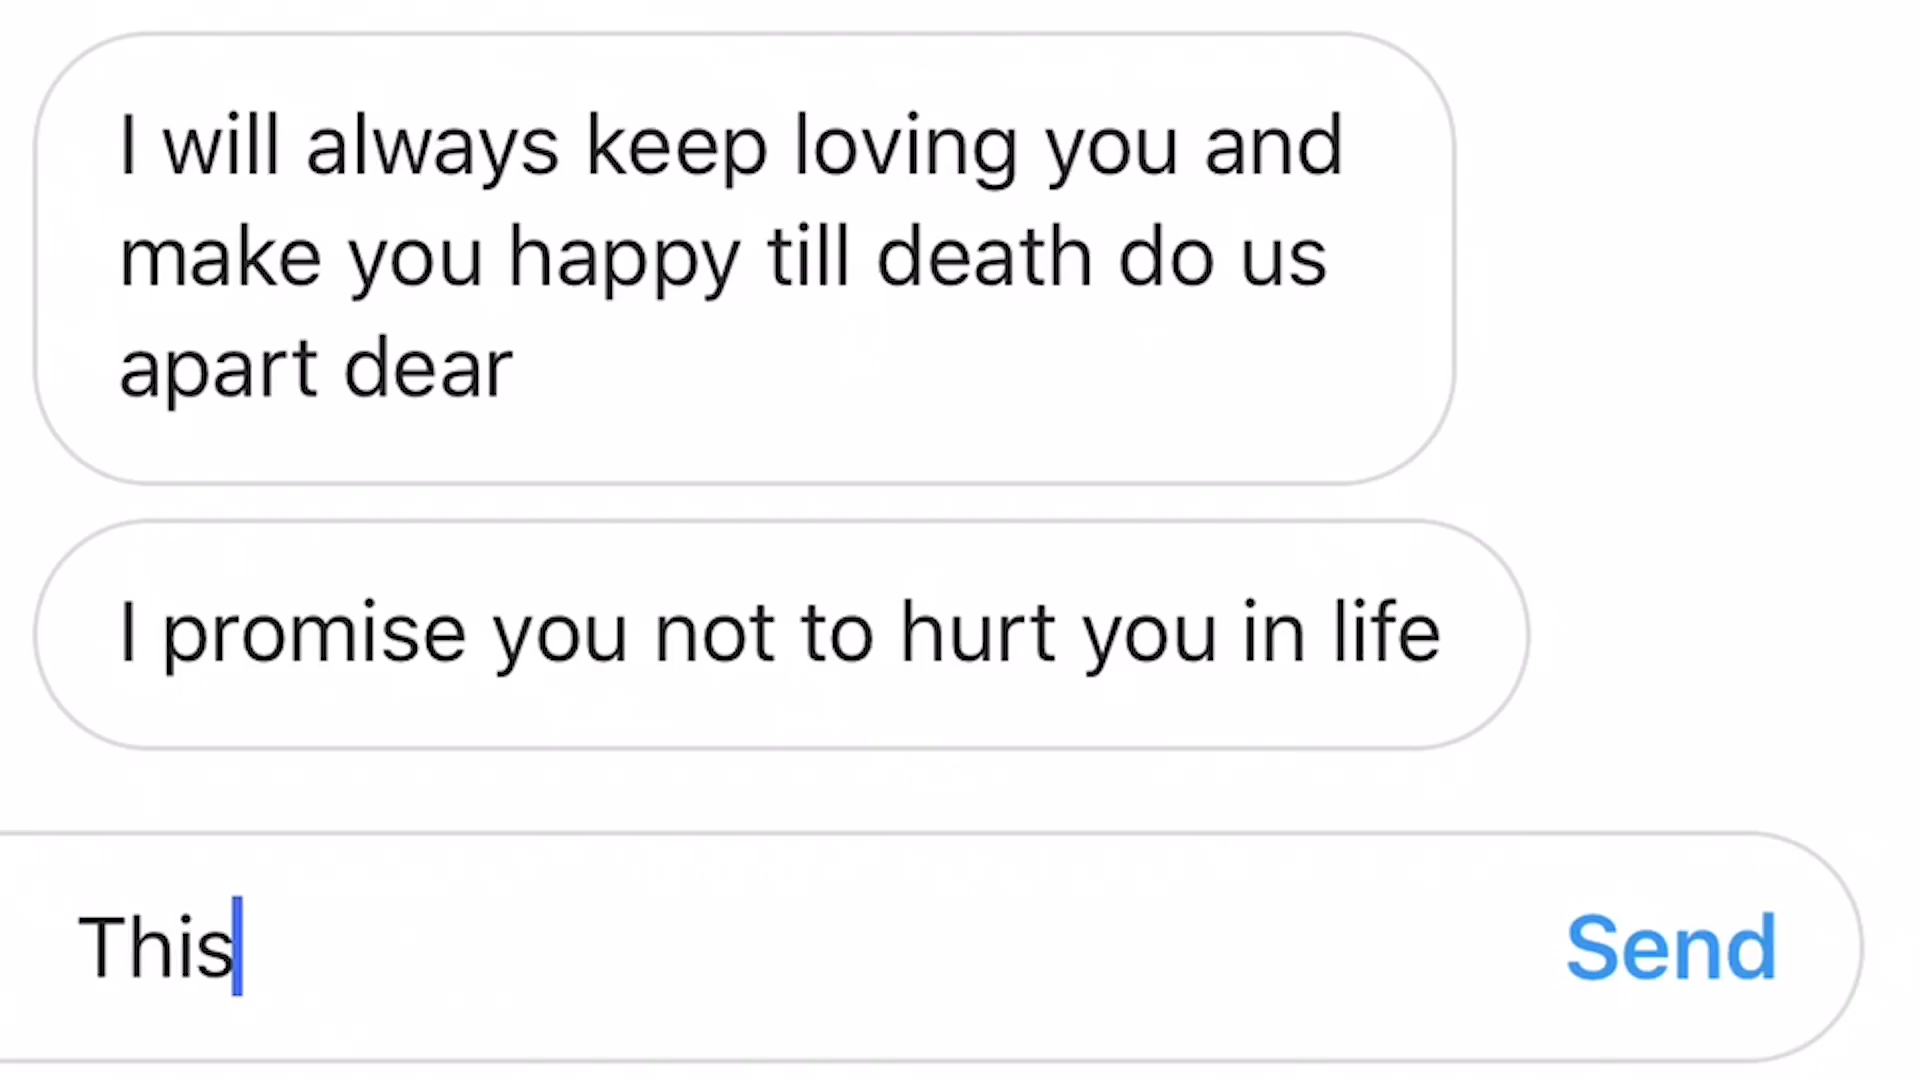 I will always keep loving you and
make you happy till death do us
apart dear
I promise you not to hurt you in life
This
Send